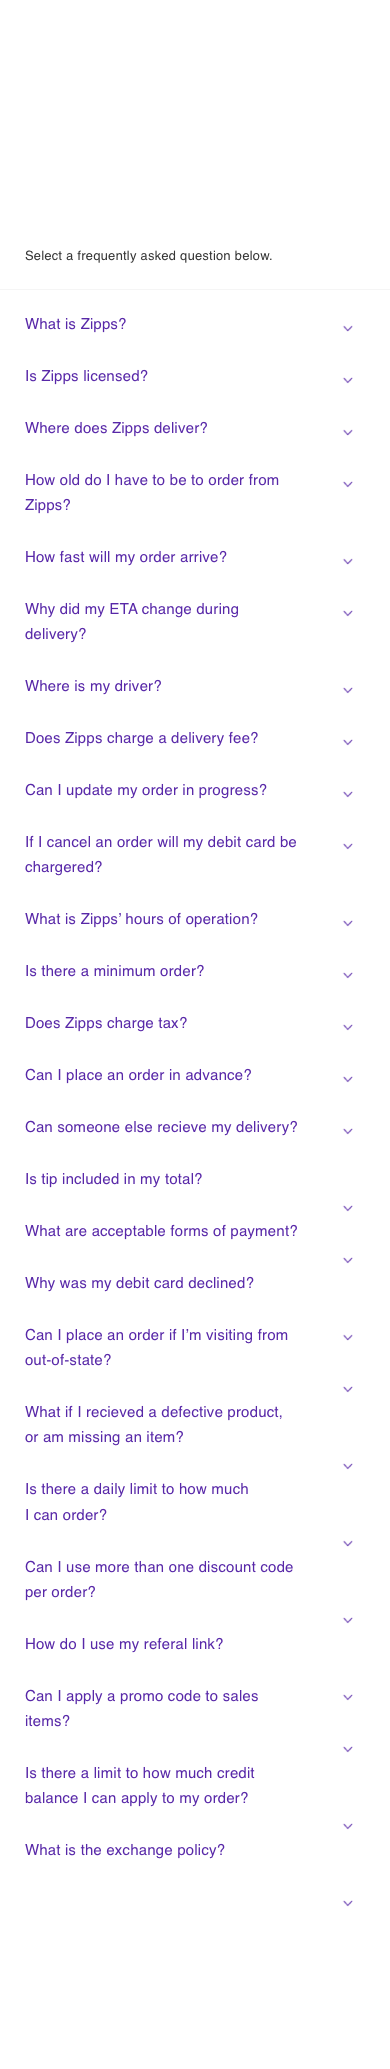 Select a frequently asked question below.
What is Zipps?
Is Zipps licensed?
Where does Zipps deliver?
How old do I have to be to order from
Zipps?
How fast will my order arrive?
Why did my ETA change during
delivery?
Where is my driver?
Does Zipps charge a delivery fee?
Can I update my order in progress?
If I cancel an order will my debit card be
chargered?
What is Zipps’ hours of operation?
Is there a minimum order?
Does Zipps charge tax?
Can I place an order in advance?
Can someone else recieve my delivery?
Is tip included in my total?
What are acceptable forms of payment?
Why was my debit card declined?
Can I place an order if I’m visiting from
out-of-state?
What if I recieved a defective product,
or am missing an item?
Is there a daily limit to how much
I can order?
Can I use more than one discount code
per order?
How do I use my referal link?
Can I apply a promo code to sales
items?
Is there a limit to how much credit
balance I can apply to my order?
What is the exchange policy?